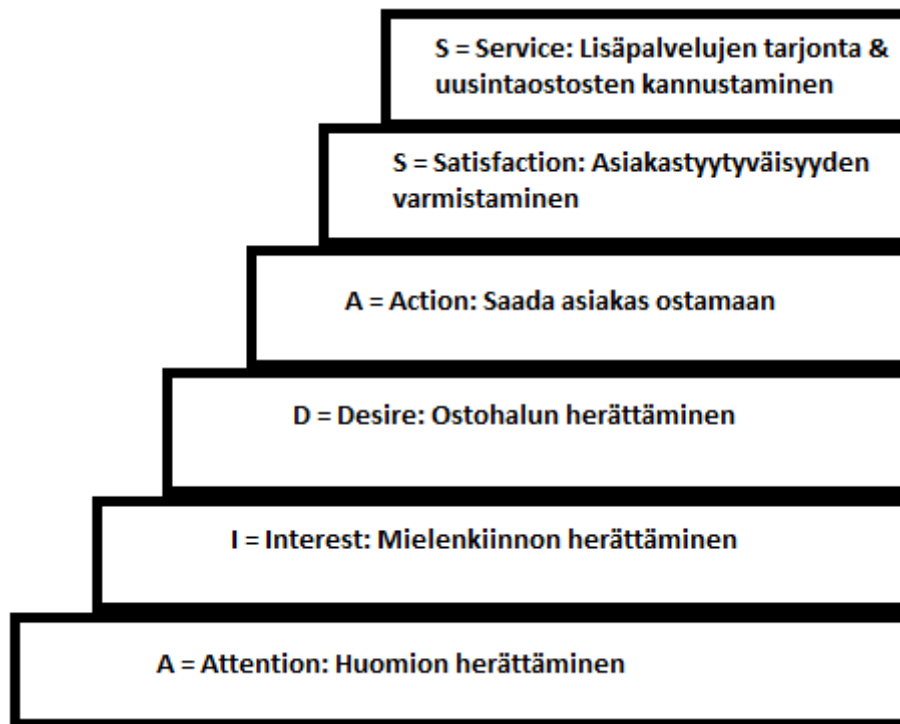 S = Service: Lisäpalvelujen tarjonta &
uusintaostosten kannustaminen
S = Satisfaction: Asiakastyytyväisyyden
varmistaminen
A = Action: Saada asiakas ostamaan
D = Desire: Ostohalun herättäminen
I = Interest: Mielenkiinnon herättäminen
A = Attention: Huomion herättäminen